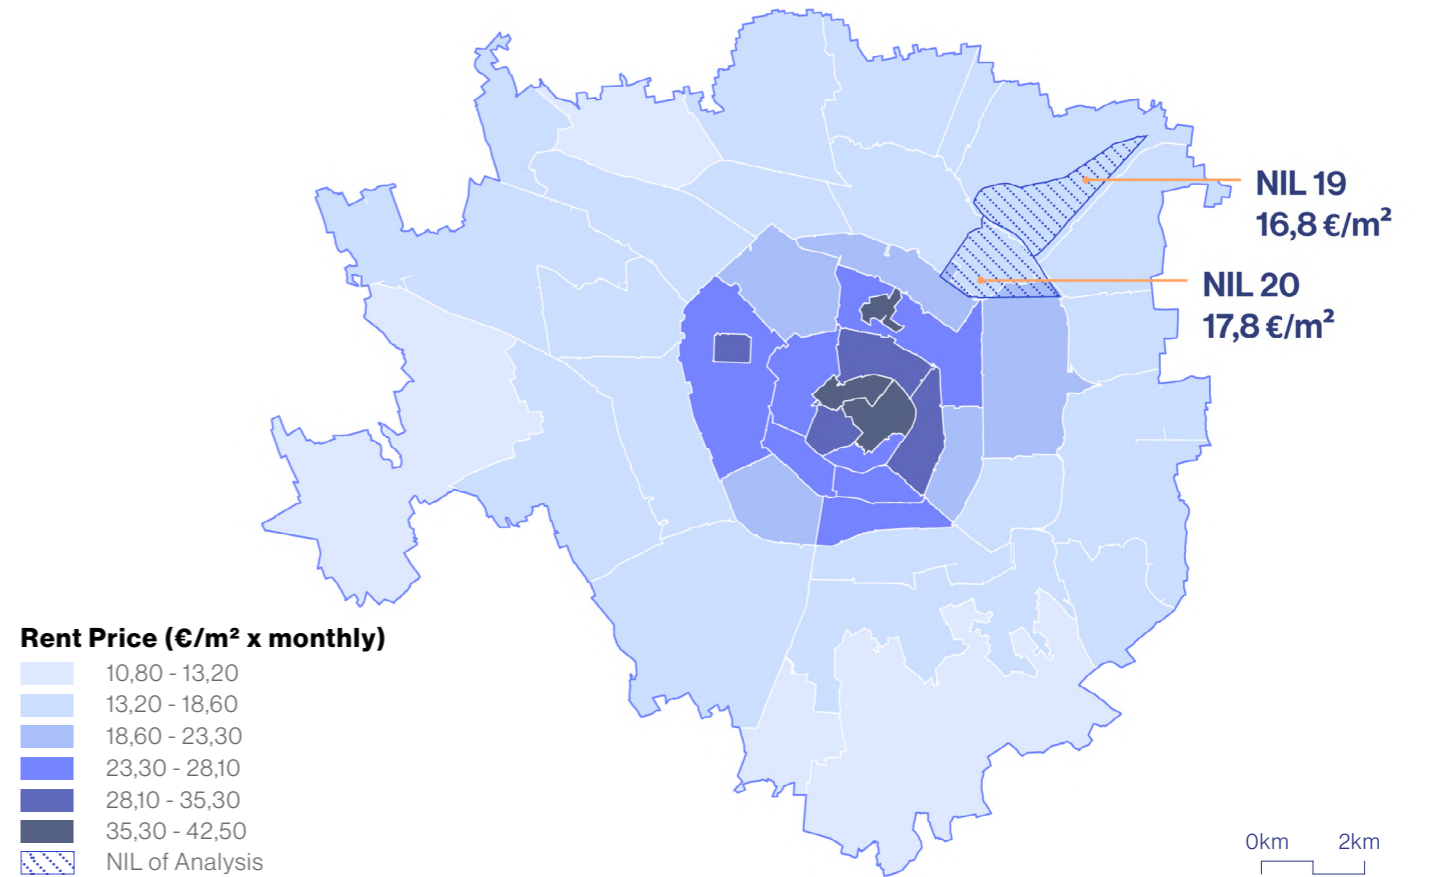 NIL 19
16,8 €/m²
NIL 20
17,8 €/m²
Rent Price (€/m² x monthly)
10,80 - 13,20
13,20 - 18,60
18,60 - 23,30
23,30 - 28,10
28,10 - 35,30
35,30 - 42,50
NIL of Analysis
0km 2km